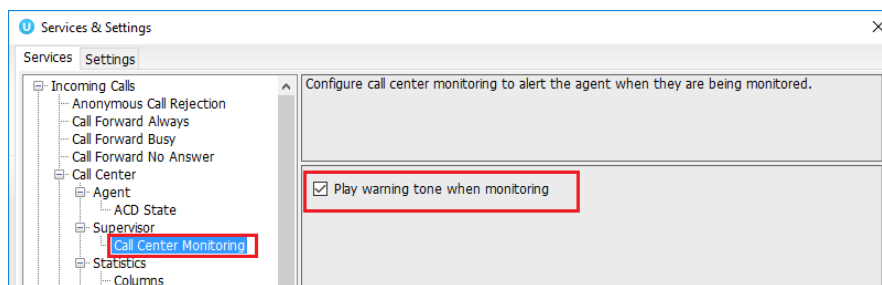 U Services & Settings
Services Settings
Incoming Calls
Anonymous Call Rejection
Call Forward Always
Call Forward Busy
Call Forward No Answer
Call Center
Agent
ACD State
Supervisor
Call Center Monitoring
Statistics
Columns
Configure call center monitoring to alert the agent when they are being monitored.
Play warning tone when monitoring